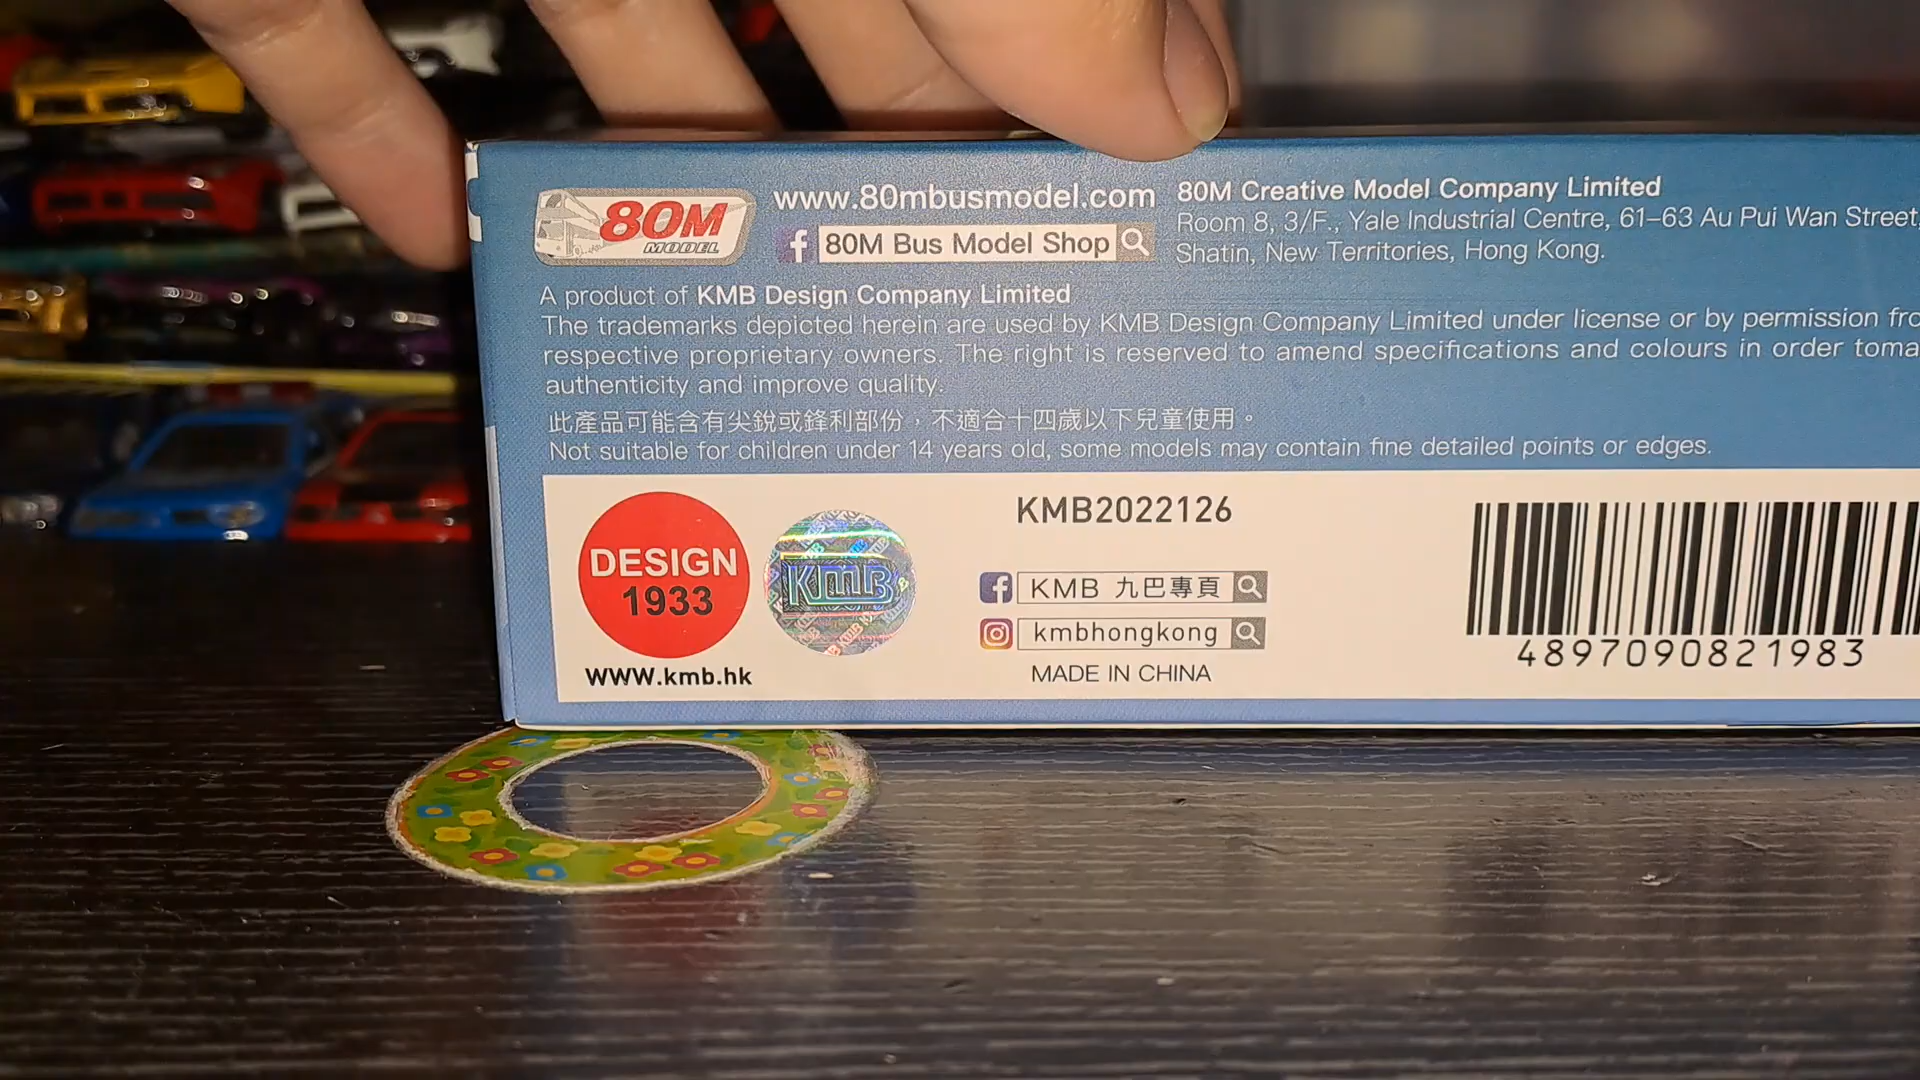 80M
MODEL
www.80mbusmodel.com
80M Bus Model Shop
80M Creative Model Company Limited
Room 8, 3/F., Yale Industrial Centre, 61-63 Au Pui Wan Street,
Shatin, New Territories, Hong Kong.
A product of KMB Design Company Limited
The trademarks depicted herein are used by KMB Design Company Limited under license or by permission
respective proprietary owners. The right is reserved to amend specifications and colours in order toma
authenticity and improve quality.
此產品可能含有尖銳或鋒利部份，不適合十四歲以下兒童使用。
Not suitable for children under 14 years old, some models may contain fine detailed points or edges.
DESIGN
1933
www.kmb.hk
KMB
KMB2022126
KMB 九巴專頁
kmbhongkong
MADE IN CHINA
4897090821983